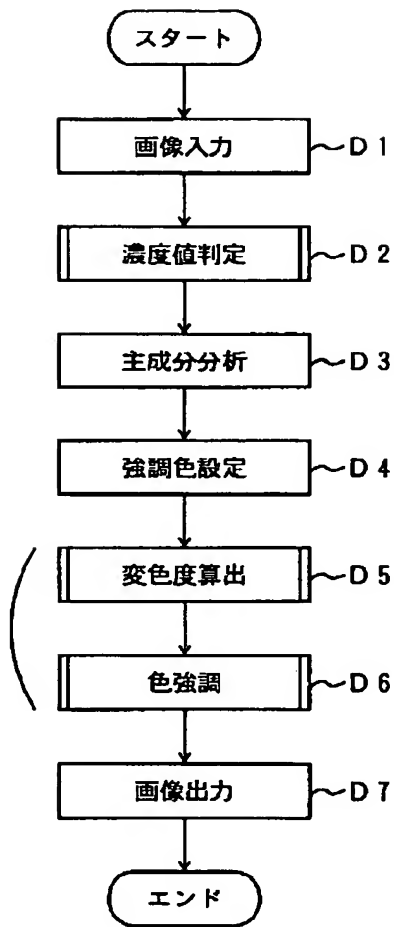 スタート
画像入力 D1
濃度値判定 D2
主成分分析 D3
強調色設定 D4
変色度算出 D5
色強調 D6
画像出力 D7
エンド